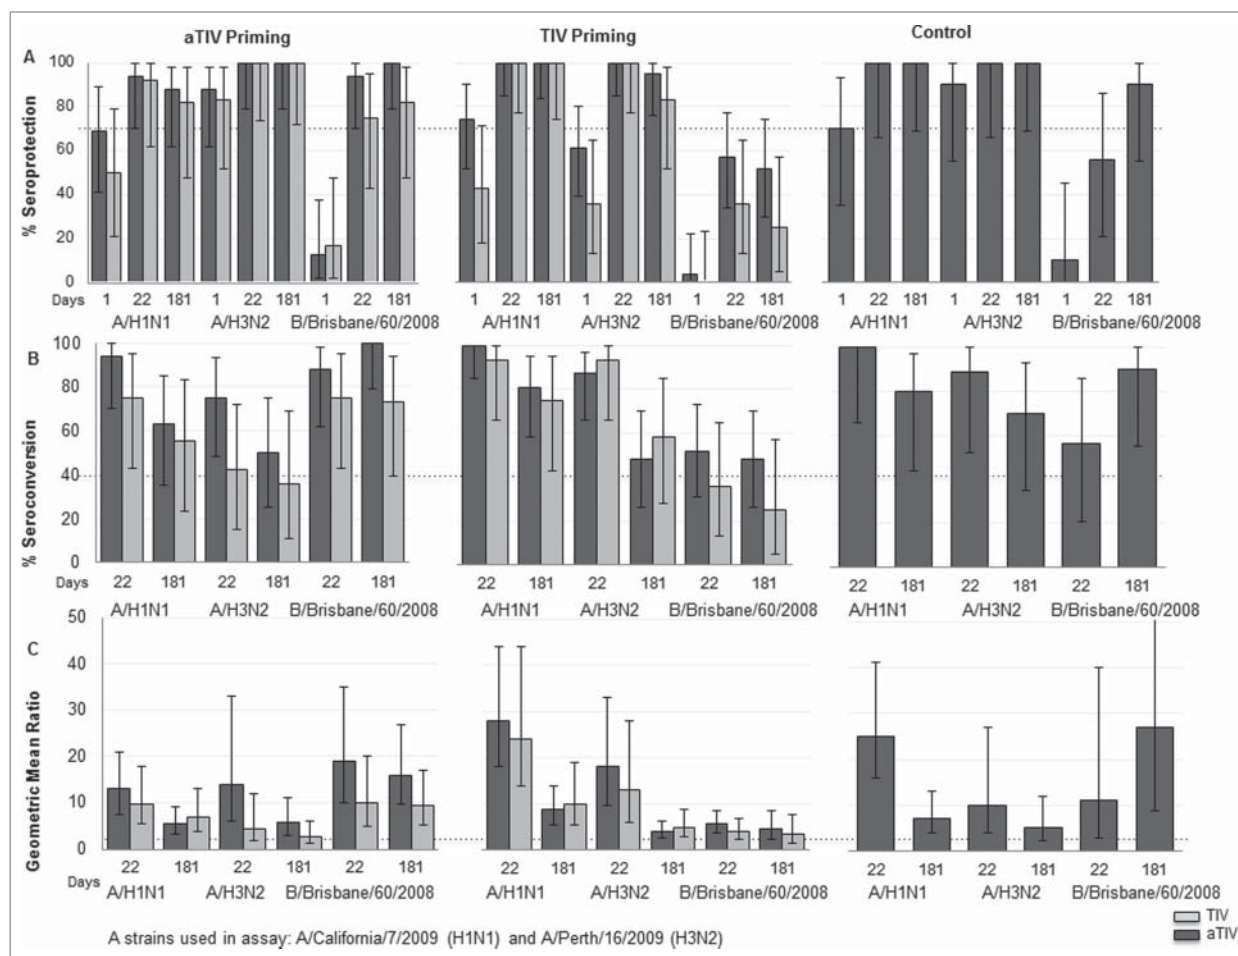 aTIV Priming TIV Priming Control
A
% Seroprotection
100
80
60
40
20
0
Days 1 22 181 1 22 181 1 22 181 1 22 181 1 22 181 1 22 181 1 22 181 1 22 181 1 22 181
A/H1N1 A/H3N2 B/Brisbane/60/2008 A/H1N1 A/H3N2 B/Brisbane/60/2008 A/H1N1 A/H3N2 B/Brisbane/60/2008
B
% Seroconversion
100
80
60
40
20
0
Days 22 181 22 181 22 181 22 181 22 181 22 181 22 181 22 181 22 181
A/H1N1 A/H3N2 B/Brisbane/60/2008 A/H1N1 A/H3N2 B/Brisbane/60/2008 A/H1N1 A/H3N2 B/Brisbane/60/2008
C
Geometric Mean Ratio
50
40
30
20
10
0
Days 22 181 22 181 22 181 22 181 22 181 22 181 22 181 22 181 22 181
A/H1N1 A/H3N2 B/Brisbane/60/2008 A/H1N1 A/H3N2 B/Brisbane/60/2008 A/H1N1 A/H3N2 B/Brisbane/60/2008
TIV
aTIV
A strains used in assay: A/California/7/2009 (H1N1) and A/Perth/16/2009 (H3N2)